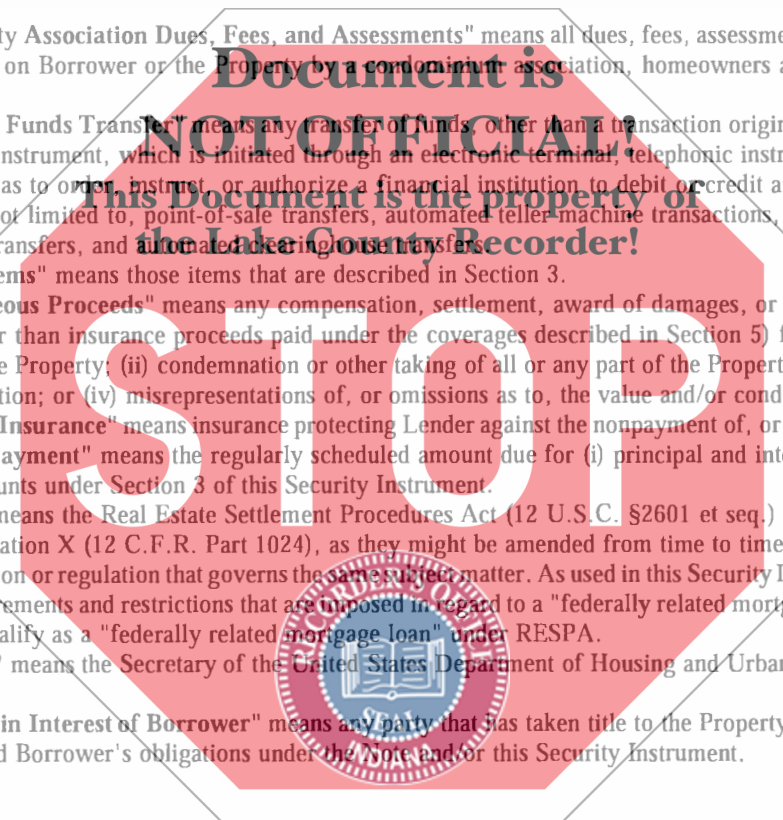 ty Association Dues, Fees, and Assessments" means all dues, fees, assessme
on Borrower or the Property by a condominium association, homeowners a
Document is
Funds Transfer" means any transfer of funds, other than a transaction origin
NOT OFFICIAL!
nstrument, which is initiated through an electronic terminal, telephonic instr
as to order, instruct, or authorize a financial institution to debit or credit a
This Document is the property of
ot limited to, point-of-sale transfers, automated teller machine transactions,
ransfers, and automated clearinghouse transfers.
the Lake County Recorder!
ems" means those items that are described in Section 3.
eous Proceeds" means any compensation, settlement, award of damages, or
r than insurance proceeds paid under the coverages described in Section 5) f
e Property; (ii) condemnation or other taking of all or any part of the Propert
tion; or (iv) misrepresentations of, or omissions as to, the value and/or cond
STOP
Insurance" means insurance protecting Lender against the nonpayment of, or
ayment" means the regularly scheduled amount due for (i) principal and inte
unts under Section 3 of this Security Instrument.
neans the Real Estate Settlement Procedures Act (12 U.S.C. §2601 et seq.)
ation X (12 C.F.R. Part 1024), as they might be amended from time to time
on or regulation that governs the same subject matter. As used in this Security I
ements and restrictions that are imposed in regard to a "federally related mort
alify as a "federally related mortgage loan" under RESPA.
" means the Secretary of the United States Department of Housing and Urba
RECORDER'S OFFICE
SEAL
INDIANA
in Interest of Borrower" means any party that has taken title to the Property
d Borrower's obligations under the Note and/or this Security Instrument.